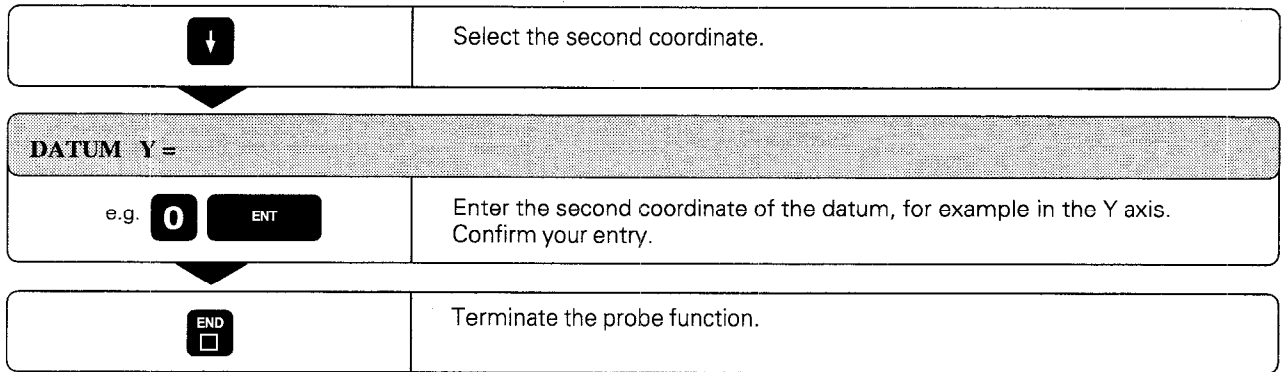 Select the second coordinate.
DATUM Y =
e.g. 0 ENT
Enter the second coordinate of the datum, for example in the Y axis.
Confirm your entry.
END
Terminate the probe function.